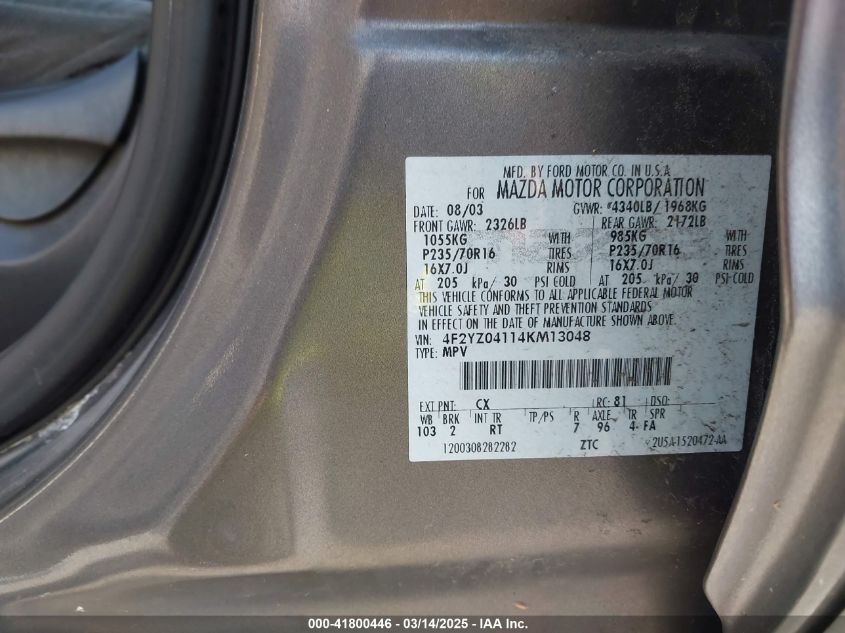 MFD. BY FORD MOTOR CO. IN U.S.A.
FOR MAZDA MOTOR CORPORATION
DATE: 08/03 GVWR: *4340LB/ 1968KG
FRONT GAWR: 2326LB REAR GAWR: 2172LB
1055KG WITH 985KG WITH
P235/70R16 TIRES P235/70R16 TIRES
16X7.0J RIMS 16X7.0J RIMS
AT 205 kPa/ 30 PSI COLD AT 205 kPa/ 30 PSI COLD
THIS VEHICLE CONFORMS TO ALL APPLICABLE FEDERAL MOTOR
VEHICLE SAFETY AND THEFT PREVENTION STANDARDS
IN EFFECT ON THE DATE OF MANUFACTURE SHOWN ABOVE.
VIN: 4F2YZ04114KM13048
TYPE: MPV
EXT PNT: CX RC: 81 DSO:
WB BRK INT TR TP/PS R AXLE TR SPR
103 2 RT 7 96 4 FA
1200308282282 ZTC 2U5A-1520472-AA
000-41800446 - 03/14/2025 - IAA Inc.